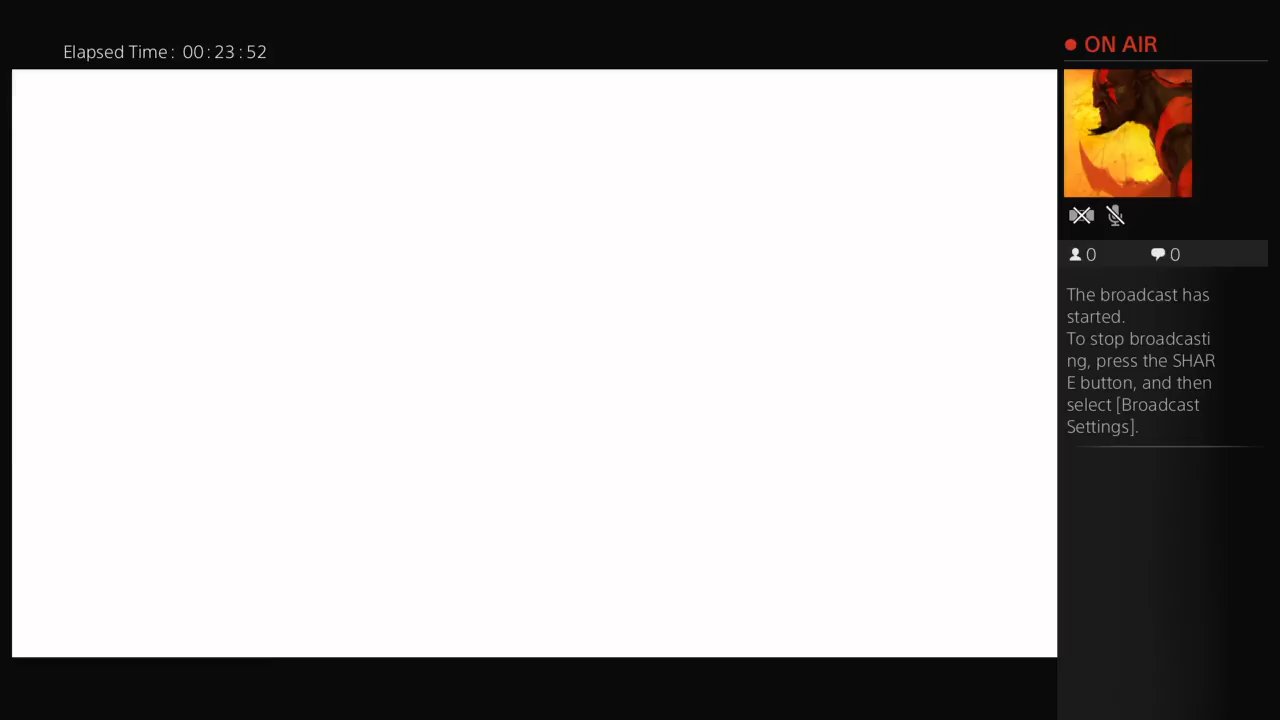 Elapsed Time: 00:23:52
ON AIR
0 0
The broadcast has
started.
To stop broadcasti
ng, press the SHAR
E button, and then
select [Broadcast
Settings].